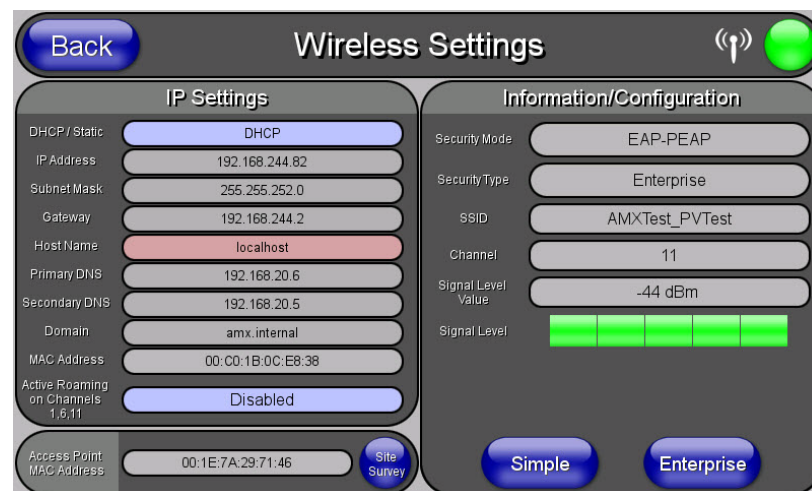 Back
Wireless Settings
IP Settings
DHCP / Static
DHCP
IP Address
192.168.244.82
Subnet Mask
255.255.252.0
Gateway
192.168.244.2
Host Name
localhost
Primary DNS
192.168.20.6
Secondary DNS
192.168.20.5
Domain
amx.internal
MAC Address
00:C0:1B:0C:E8:38
Active Roaming
on Channels
1,6,11
Disabled
Access Point
MAC Address
00:1E:7A:29:71:46
Site
Survey
Information/Configuration
Security Mode
EAP-PEAP
Security Type
Enterprise
SSID
AMXTest_PVTest
Channel
11
Signal Level
Value
-44 dBm
Signal Level
Simple
Enterprise